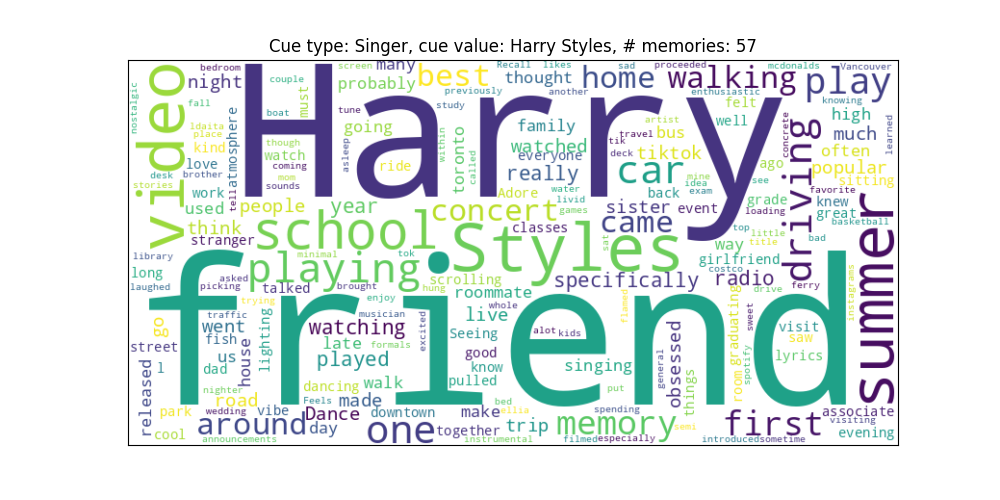 Cue type: Singer, cue value: Harry Styles, # memories: 57
nostalgic
video
bedroom
night
fall
ldaita
place
kind
couple
boat
screen
many
probably
must
tune
best
Recall
likes
thought
previously
another
home
sad
proceeded
walking
mcdonalds
enthusiastic
play
Vancouver
knowing
Harry
study
though
going
watch
coming
mom
sounds
asleep
ride
within
called
toronto
family
watched
everyone
really
tik
travel
deck
artist
bus
felt
well
tiktok
concrete
high
much
learned
atmosphere
tell
love
brother
desk
stories
work
used
people
year
think
stranger
concert
Adore
water
livid
games
car
back
mine
idea
exam
ago
see
grade
loading
mom
often
popular
sitting
favorite
knew
great
basketball
driving
school
Styles
classes
sister
event
came
sat
top
little
way
title
bad
girlfriend
library
long
laughed
asked
picking
talked
minimal
tok
playing
brought
hung
scrolling
roommate
specifically
radio
costco
drive
ferry
summer
instagrams
friend
trying
traffic
go
went
fish
street
us
l
dad
house
lighting
enjoy
musician
watching
late
formals
played
excited
whole
live
Seeing
alot
kids
good
know
flamed
obsessed
general
things
graduating
room
sweet
spotify
visit
saw
lyrics
released
nighter
road
park
wedding
vibe
cool
announcements
around
day
Feels
dancing
walk
made
Dance
downtown
one
pulled
bed
make
ellia
together
instrumental
trip
singing
put
spending
memory
filmed
especially
semi
first
introduced
sometime
associate
visiting
evening